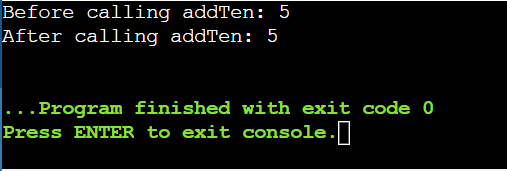 Before calling addTen: 5
After calling addTen: 5
...Program finished with exit code 0
Press ENTER to exit console.